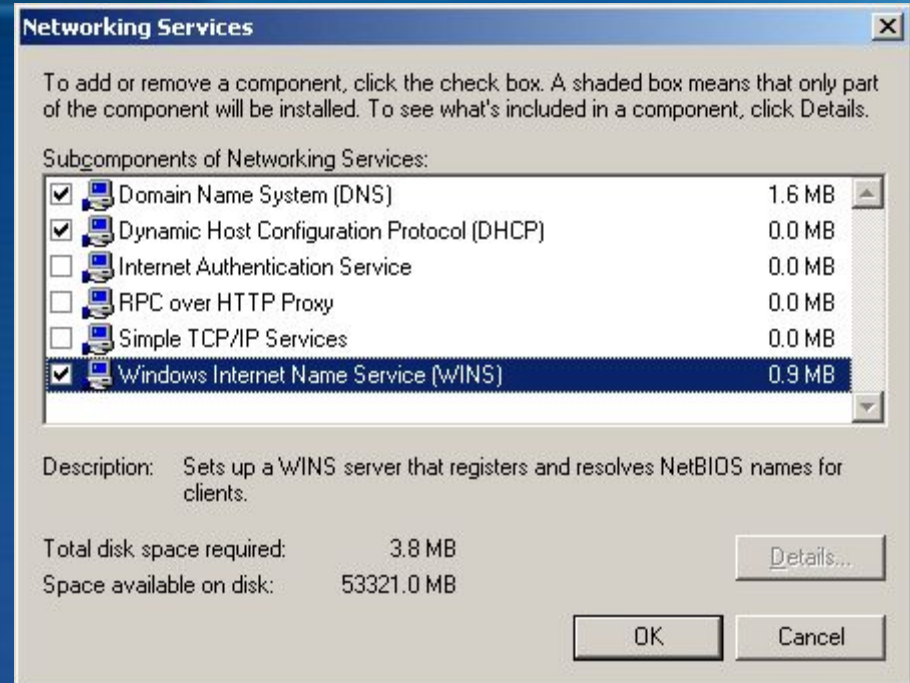 Networking Services
To add or remove a component, click the check box. A shaded box means that only part
of the component will be installed. To see what's included in a component, click Details.
Subcomponents of Networking Services:
Domain Name System (DNS) 1.6 MB
Dynamic Host Configuration Protocol (DHCP) 0.0 MB
Internet Authentication Service 0.0 MB
RPC over HTTP Proxy 0.0 MB
Simple TCP/IP Services 0.0 MB
Windows Internet Name Service (WINS) 0.9 MB
Description: Sets up a WINS server that registers and resolves NetBIOS names for
clients.
Total disk space required: 3.8 MB
Details...
Space available on disk: 53321.0 MB
OK Cancel